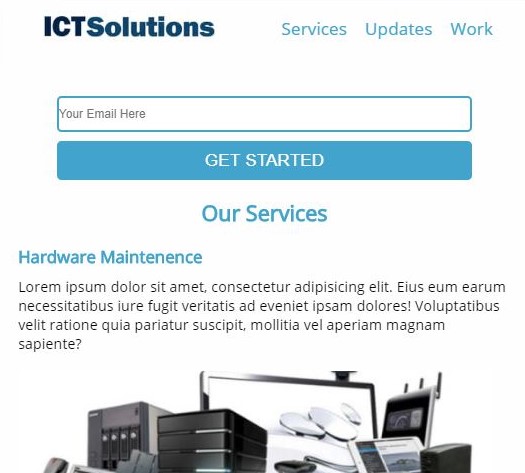 ICTSolutions
Services Updates Work
Your Email Here
GET STARTED
Our Services
Hardware Maintenence
Lorem ipsum dolor sit amet, consectetur adipisicing elit. Eius eum earum
necessitatibus iure fugit veritatis ad eveniet ipsam dolores! Voluptatibus
velit ratione quia pariatur suscipit, mollitia vel aperiam magnam
sapiente?